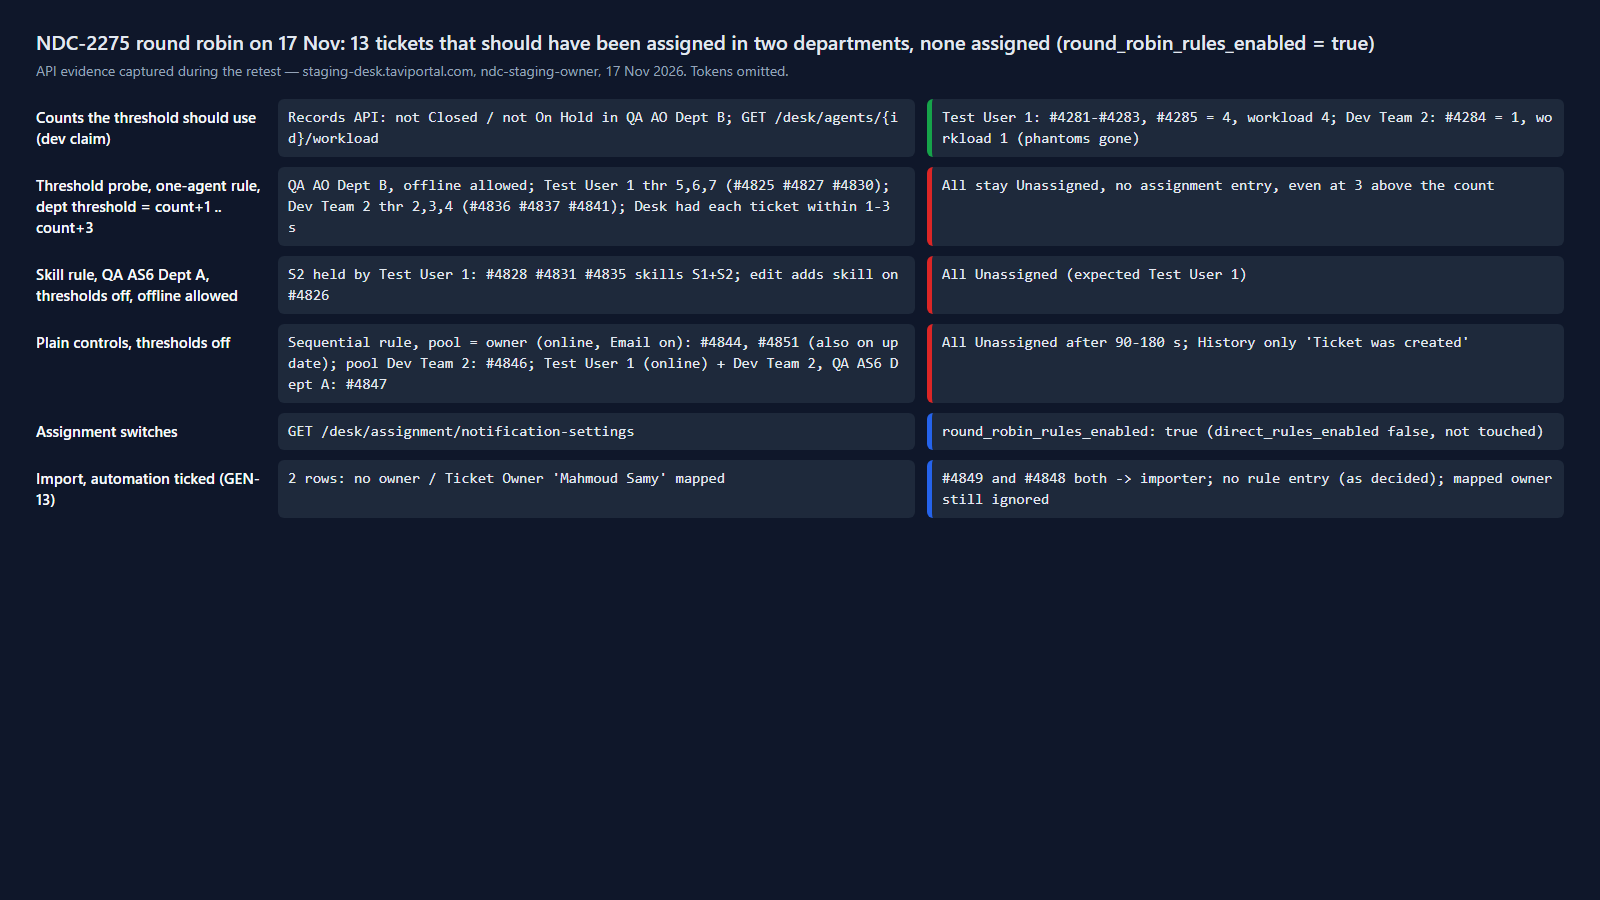 NDC-2275 round robin on 17 Nov: 13 tickets that should have been assigned in two departments, none assigned (round_robin_rules_enabled = true)
API evidence captured during the retest — staging-desk.taviportal.com, ndc-staging-owner, 17 Nov 2026. Tokens omitted.
Counts the threshold should use
(dev claim)
Records API: not Closed / not On Hold in QA AO Dept B; GET /desk/agents/{i
d}/workload
Test User 1: #4281-#4283, #4285 = 4, workload 4; Dev Team 2: #4284 = 1, wo
rkload 1 (phantoms gone)
Threshold probe, one-agent rule,
dept threshold = count+1 ..
count+3
QA AO Dept B, offline allowed; Test User 1 thr 5,6,7 (#4825 #4827 #4830);
Dev Team 2 thr 2,3,4 (#4836 #4837 #4841); Desk had each ticket within 1-3
s
All stay Unassigned, no assignment entry, even at 3 above the count
Skill rule, QA AS6 Dept A,
thresholds off, offline allowed
S2 held by Test User 1: #4828 #4831 #4835 skills S1+S2; edit adds skill on
#4826
All Unassigned (expected Test User 1)
Plain controls, thresholds off
Sequential rule, pool = owner (online, Email on): #4844, #4851 (also on up
date); pool Dev Team 2: #4846; Test User 1 (online) + Dev Team 2, QA AS6 D
ept A: #4847
All Unassigned after 90-180 s; History only 'Ticket was created'
Assignment switches
GET /desk/assignment/notification-settings
round_robin_rules_enabled: true (direct_rules_enabled false, not touched)
Import, automation ticked (GEN-
13)
2 rows: no owner / Ticket Owner 'Mahmoud Samy' mapped
#4849 and #4848 both -> importer; no rule entry (as decided); mapped owner
still ignored